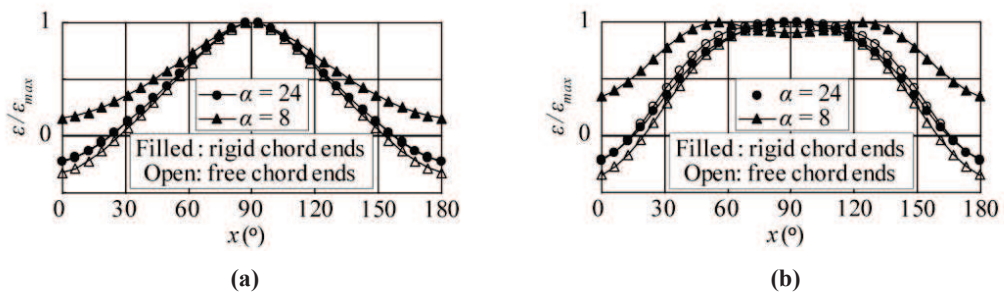 1
ε/εmax
0
α = 24
α = 8
Filled : rigid chord ends
Open: free chord ends
0 30 60 90 120 150 180
x (o)
(a)
1
ε/εmax
0
α = 24
α = 8
Filled : rigid chord ends
Open: free chord ends
0 30 60 90 120 150 180
x (o)
(b)